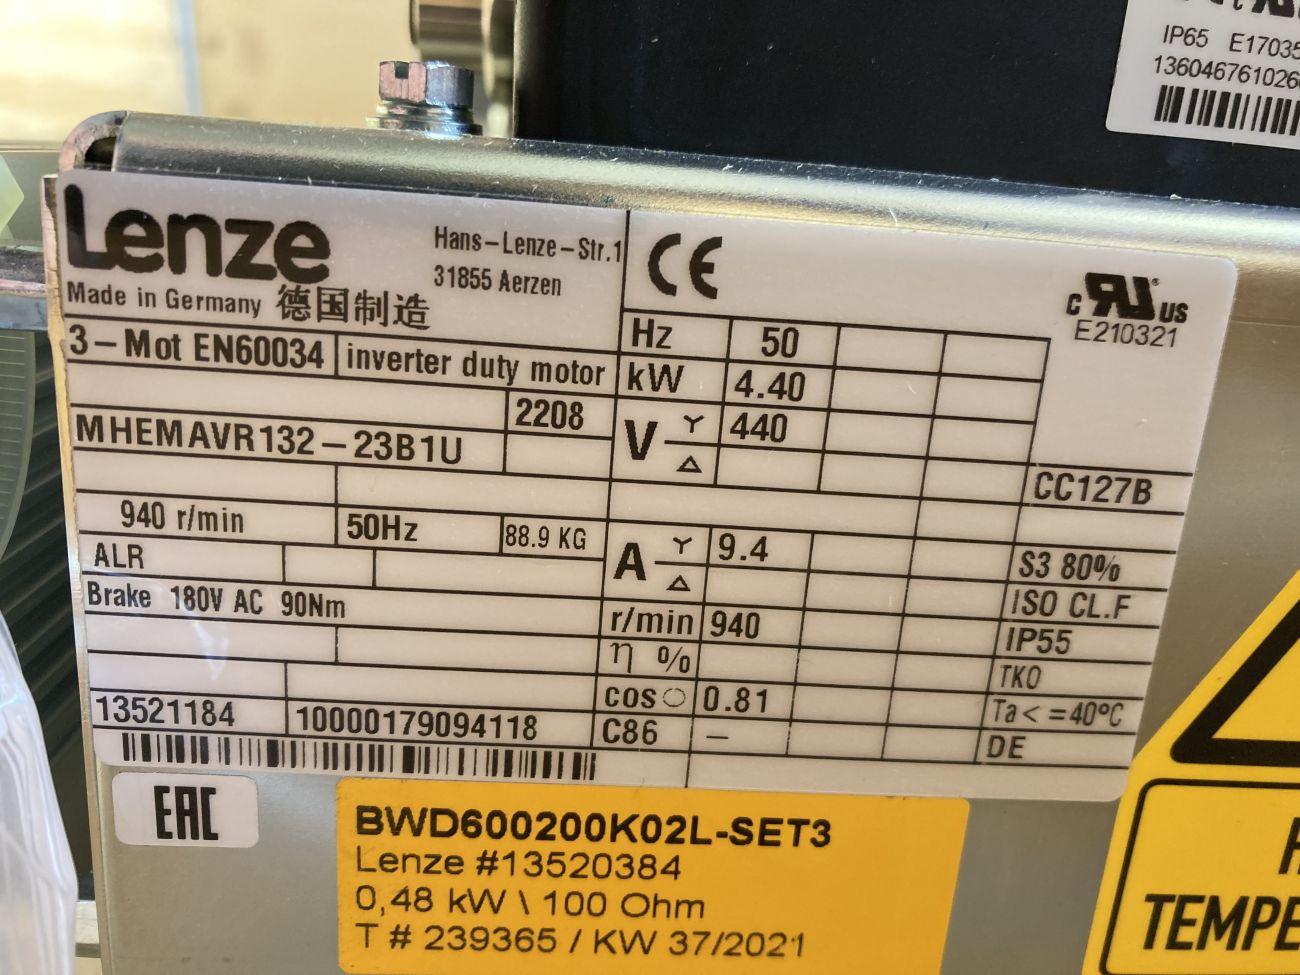 IP65 E17035
1360467610260
Lenze
Hans-Lenze-Str.1
31855 Aerzen
Made in Germany 德国制造
CE
c RU US
E210321
3-Mot EN60034 inverter duty motor
2208
MHEMAVR132-23B1U
940 r/min 50Hz 88.9 KG
ALR
Brake 180V AC 90Nm
13521184 10000179094118
Hz 50
kW 4.40
V Y 440
△
A Y 9.4
△
r/min 940
η %
cos 0.81
C86 –
CC127B
S3 80%
ISO CL.F
IP55
TKO
Ta<=40°C
DE
EAC
BWD600200K02L-SET3
Lenze #13520384
0,48 kW \ 100 Ohm
T # 239365 / KW 37/2021
TEMPE